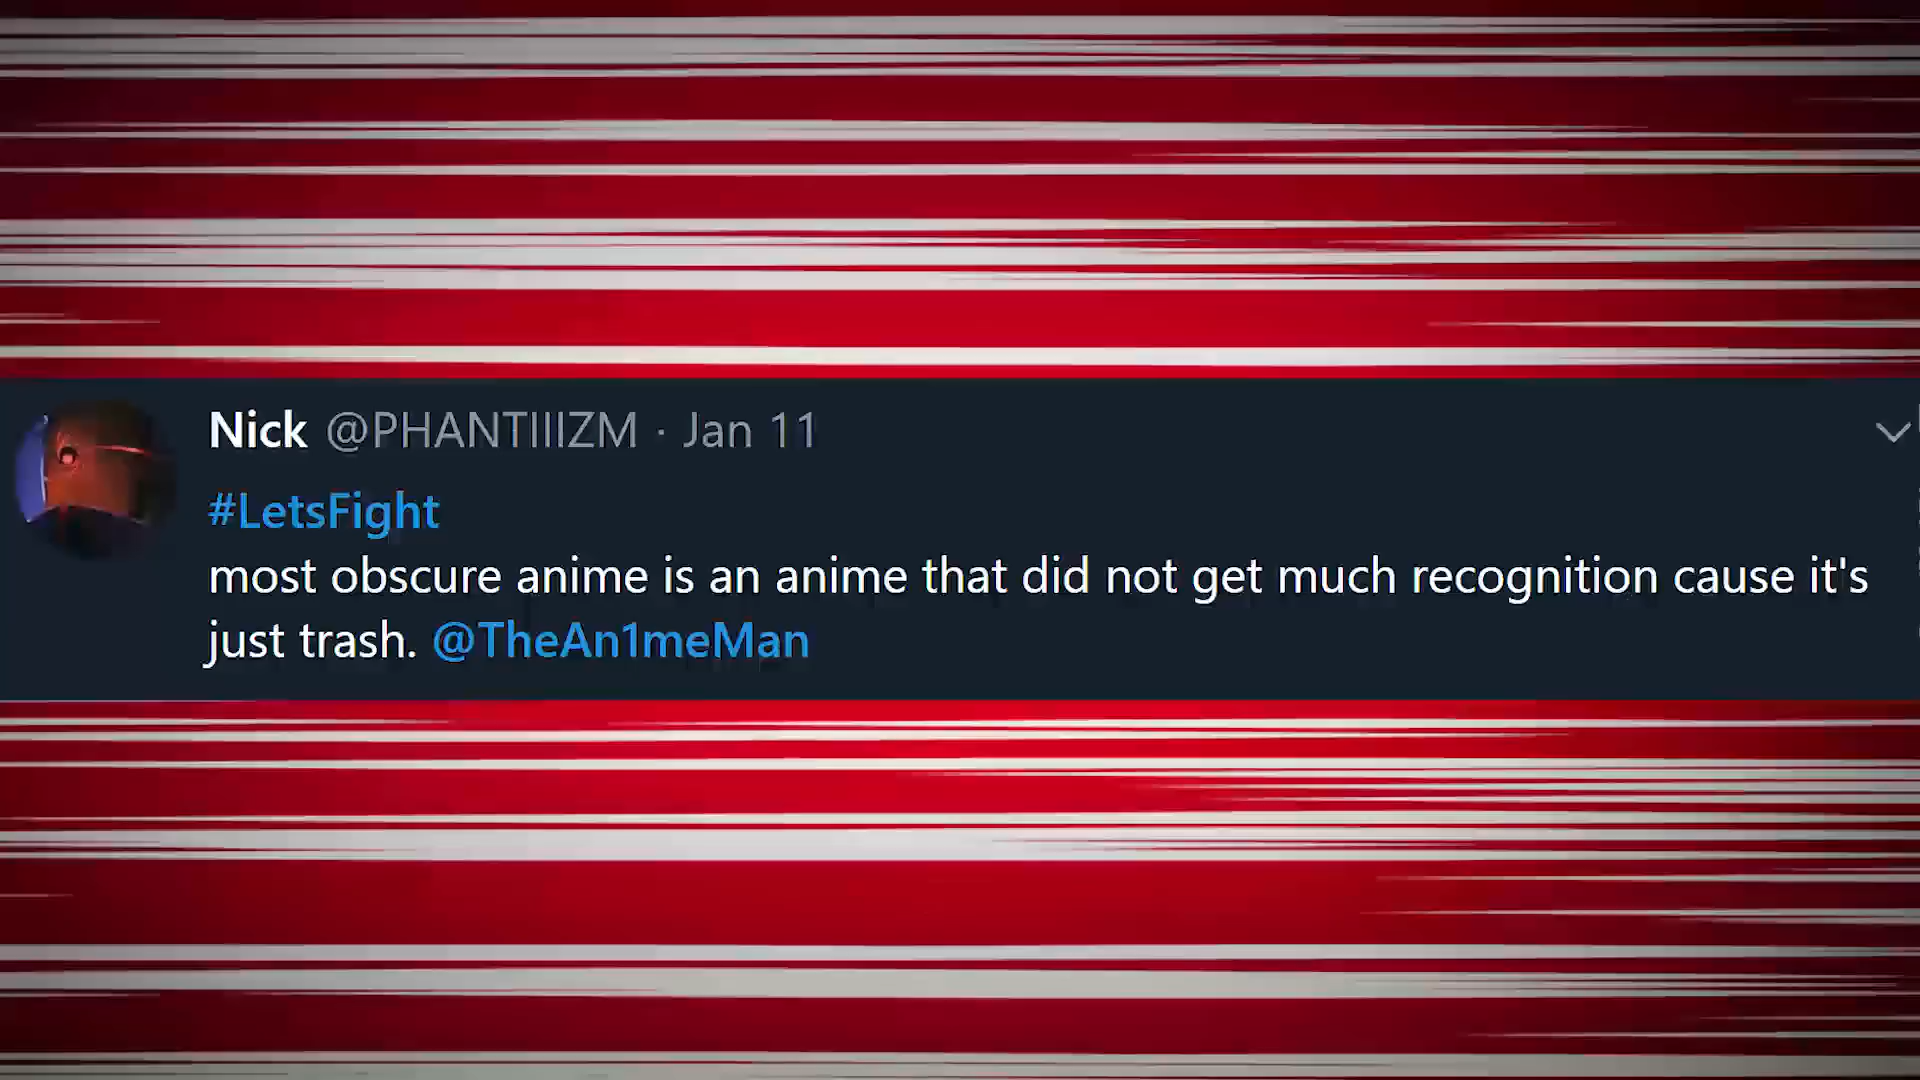 Nick @PHANTIIIZM · Jan 11
#LetsFight
most obscure anime is an anime that did not get much recognition cause it's
just trash. @TheAn1meMan